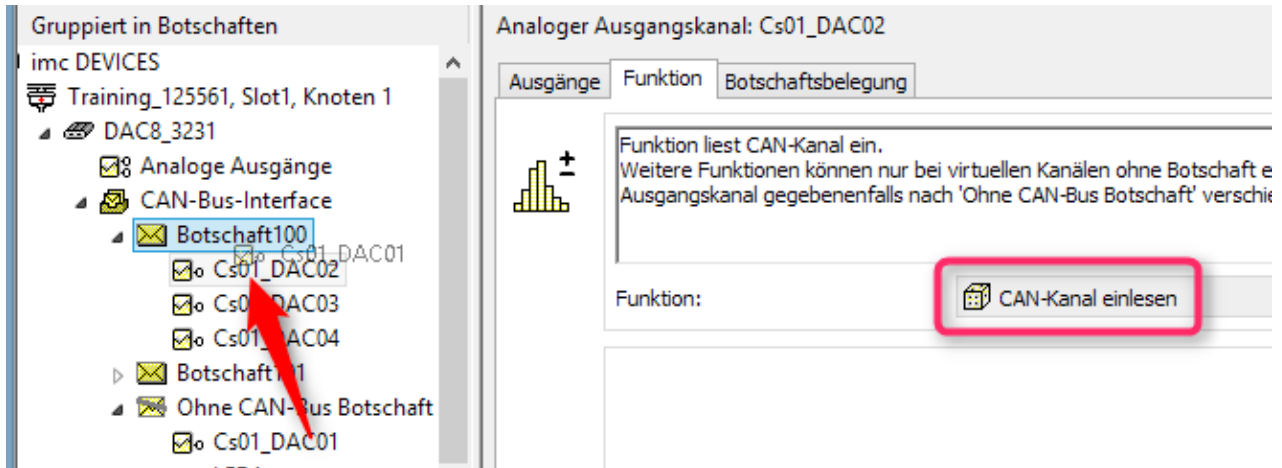 Gruppiert in Botschaften
imc DEVICES
Training_125561, Slot1, Knoten 1
DAC8_3231
Analoge Ausgänge
CAN-Bus-Interface
Botschaft100
Cs01_DAC01
Cs01_DAC02
Cs01_DAC03
Cs01_DAC04
Botschaft101
Ohne CAN-Bus Botschaft
Cs01_DAC01
Analoger Ausgangskanal: Cs01_DAC02
Ausgänge Funktion Botschaftsbelegung
Funktion liest CAN-Kanal ein.
Weitere Funktionen können nur bei virtuellen Kanälen ohne Botschaft e
Ausgangskanal gegebenenfalls nach 'Ohne CAN-Bus Botschaft' verschie
Funktion:
CAN-Kanal einlesen